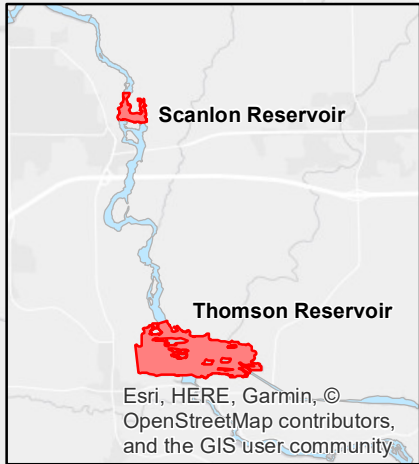 Scanlon Reservoir
Thomson Reservoir
Esri, HERE, Garmin, ©
OpenStreetMap contributors,
and the GIS user community